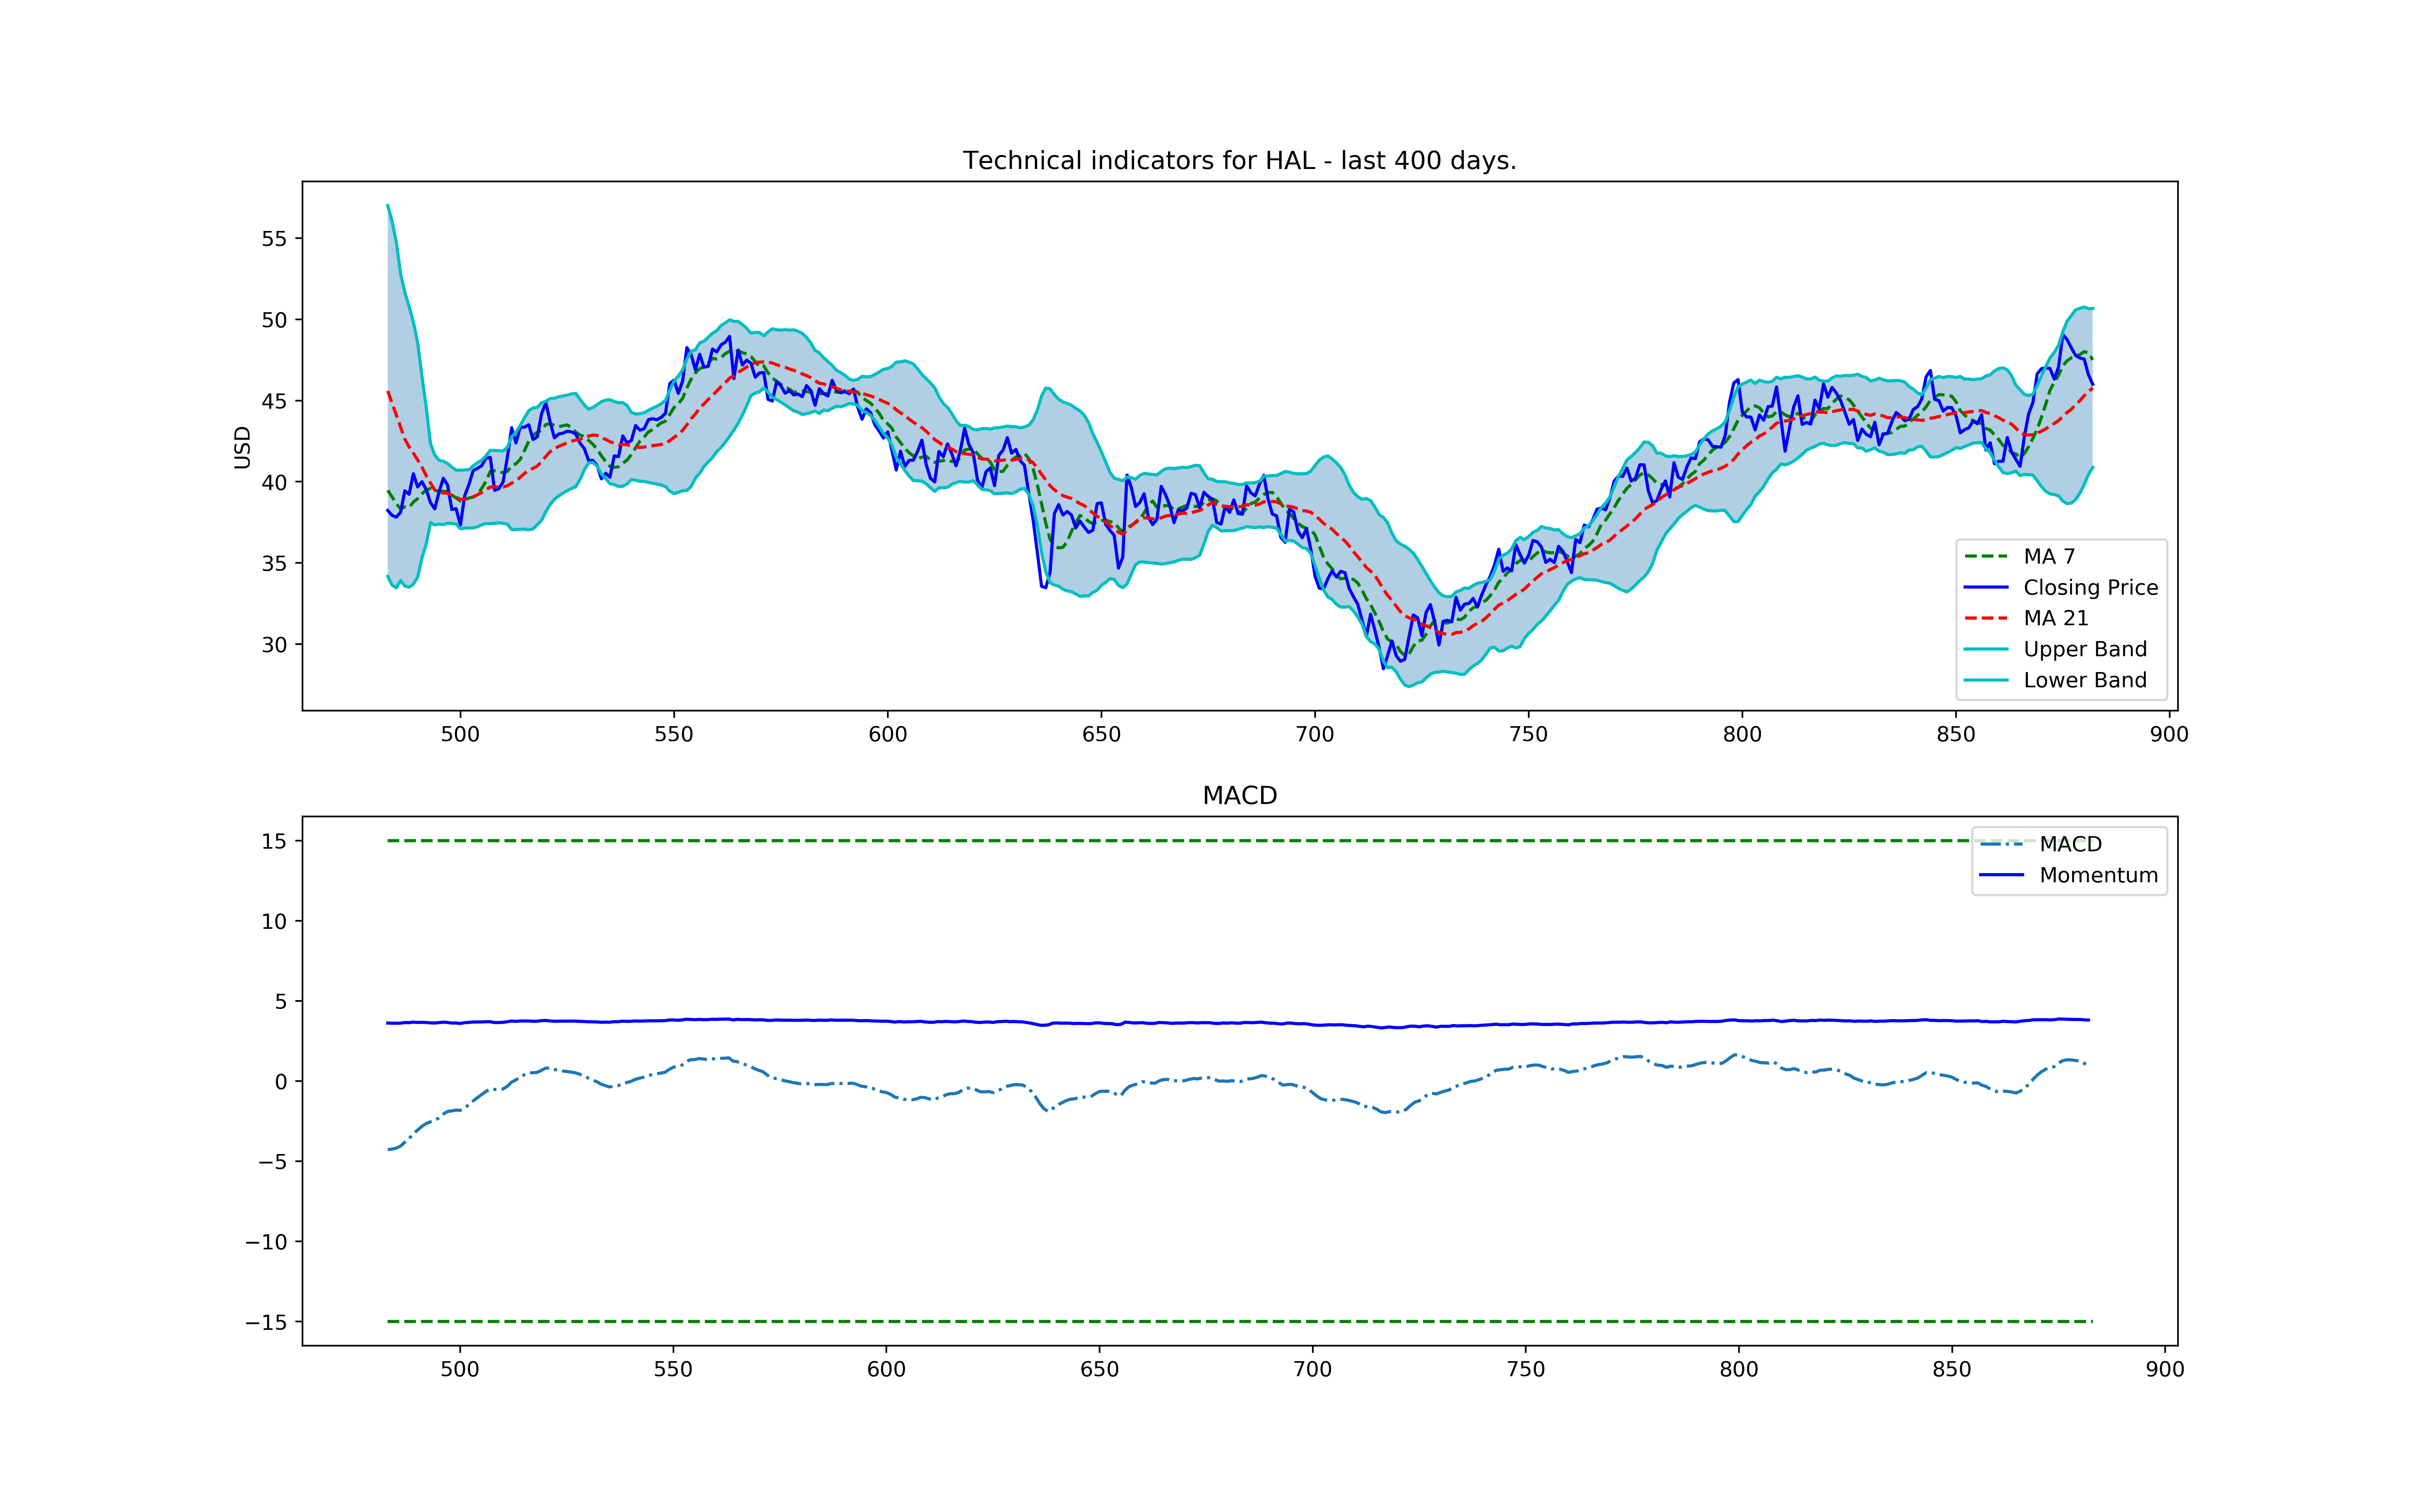 Technical indicators for HAL - last 400 days.
USD
55
50
45
40
35
30
MA 7
Closing Price
MA 21
Upper Band
Lower Band
500 550 600 650 700 750 800 850 900
MACD
15
10
5
0
−5
−10
−15
MACD
Momentum
500 550 600 650 700 750 800 850 900